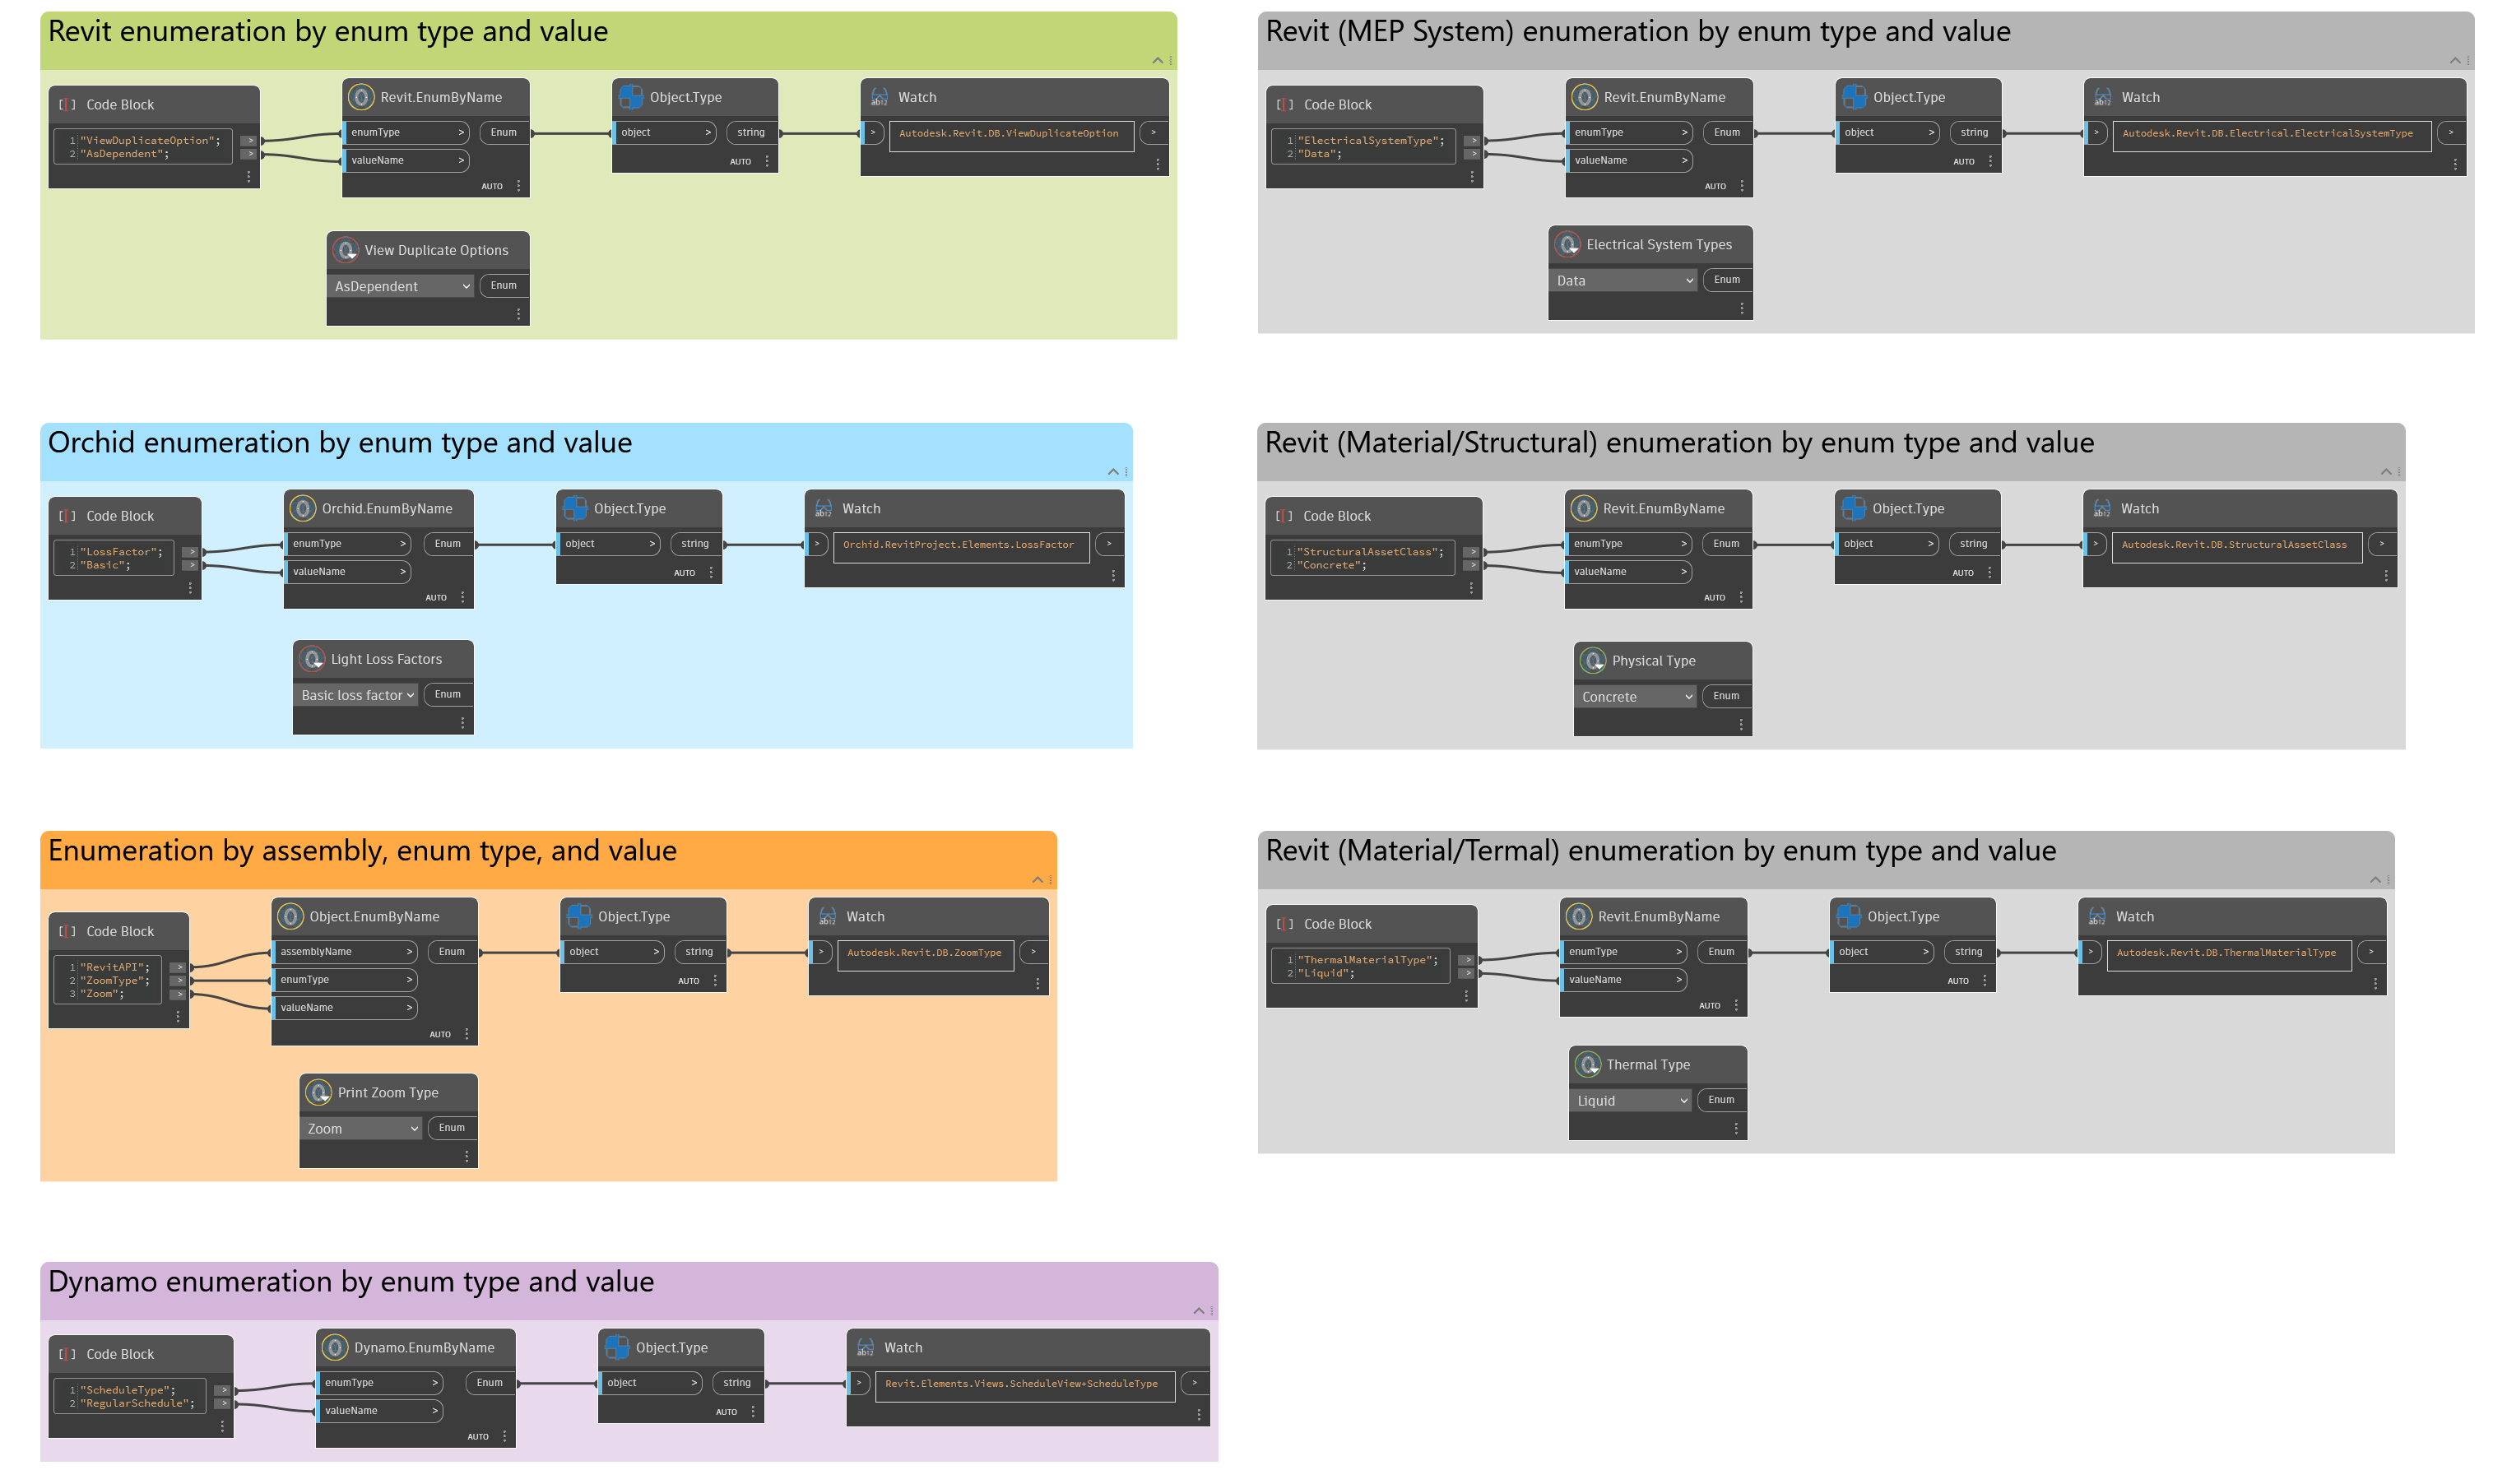 Revit enumeration by enum type and value
Code Block
1 "ViewDuplicateOption";
2 "AsDependent";
Revit.EnumByName
enumType > Enum
valueName >
AUTO
Object.Type
object > string
AUTO
Watch
> Autodesk.Revit.DB.ViewDuplicateOption >
View Duplicate Options
AsDependent Enum
Revit (MEP System) enumeration by enum type and value
Code Block
1 "ElectricalSystemType";
2 "Data";
Revit.EnumByName
enumType > Enum
valueName >
AUTO
Object.Type
object > string
AUTO
Watch
> Autodesk.Revit.DB.Electrical.ElectricalSystemType >
Electrical System Types
Data Enum
Orchid enumeration by enum type and value
Code Block
1 "LossFactor";
2 "Basic";
Orchid.EnumByName
enumType > Enum
valueName >
AUTO
Object.Type
object > string
AUTO
Watch
> Orchid.RevitProject.Elements.LossFactor >
Light Loss Factors
Basic loss factor Enum
Revit (Material/Structural) enumeration by enum type and value
Code Block
1 "StructuralAssetClass";
2 "Concrete";
Revit.EnumByName
enumType > Enum
valueName >
AUTO
Object.Type
object > string
AUTO
Watch
> Autodesk.Revit.DB.StructuralAssetClass >
Physical Type
Concrete Enum
Enumeration by assembly, enum type, and value
Code Block
1 "RevitAPI";
2 "ZoomType";
3 "Zoom";
Object.EnumByName
assemblyName > Enum
enumType >
valueName >
AUTO
Object.Type
object > string
AUTO
Watch
> Autodesk.Revit.DB.ZoomType >
Print Zoom Type
Zoom Enum
Revit (Material/Termal) enumeration by enum type and value
Code Block
1 "ThermalMaterialType";
2 "Liquid";
Revit.EnumByName
enumType > Enum
valueName >
AUTO
Object.Type
object > string
AUTO
Watch
> Autodesk.Revit.DB.ThermalMaterialType >
Thermal Type
Liquid Enum
Dynamo enumeration by enum type and value
Code Block
1 "ScheduleType";
2 "RegularSchedule";
Dynamo.EnumByName
enumType > Enum
valueName >
AUTO
Object.Type
object > string
AUTO
Watch
> Revit.Elements.Views.ScheduleView+ScheduleType >